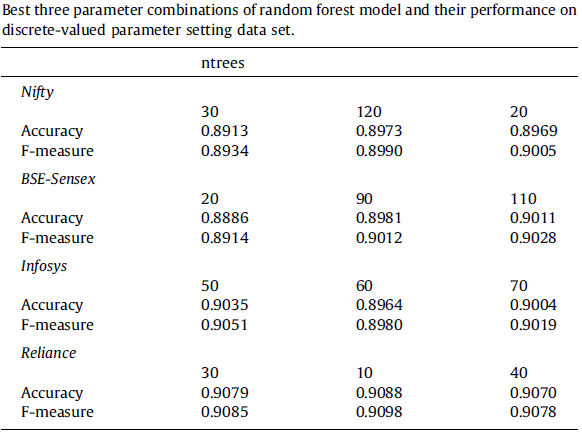 Best three parameter combinations of random forest model and their performance on
discrete-valued parameter setting data set.
ntrees
Nifty
30 120 20
Accuracy 0.8913 0.8973 0.8969
F-measure 0.8934 0.8990 0.9005
BSE-Sensex
20 90 110
Accuracy 0.8886 0.8981 0.9011
F-measure 0.8914 0.9012 0.9028
Infosys
50 60 70
Accuracy 0.9035 0.8964 0.9004
F-measure 0.9051 0.8980 0.9019
Reliance
30 10 40
Accuracy 0.9079 0.9088 0.9070
F-measure 0.9085 0.9098 0.9078